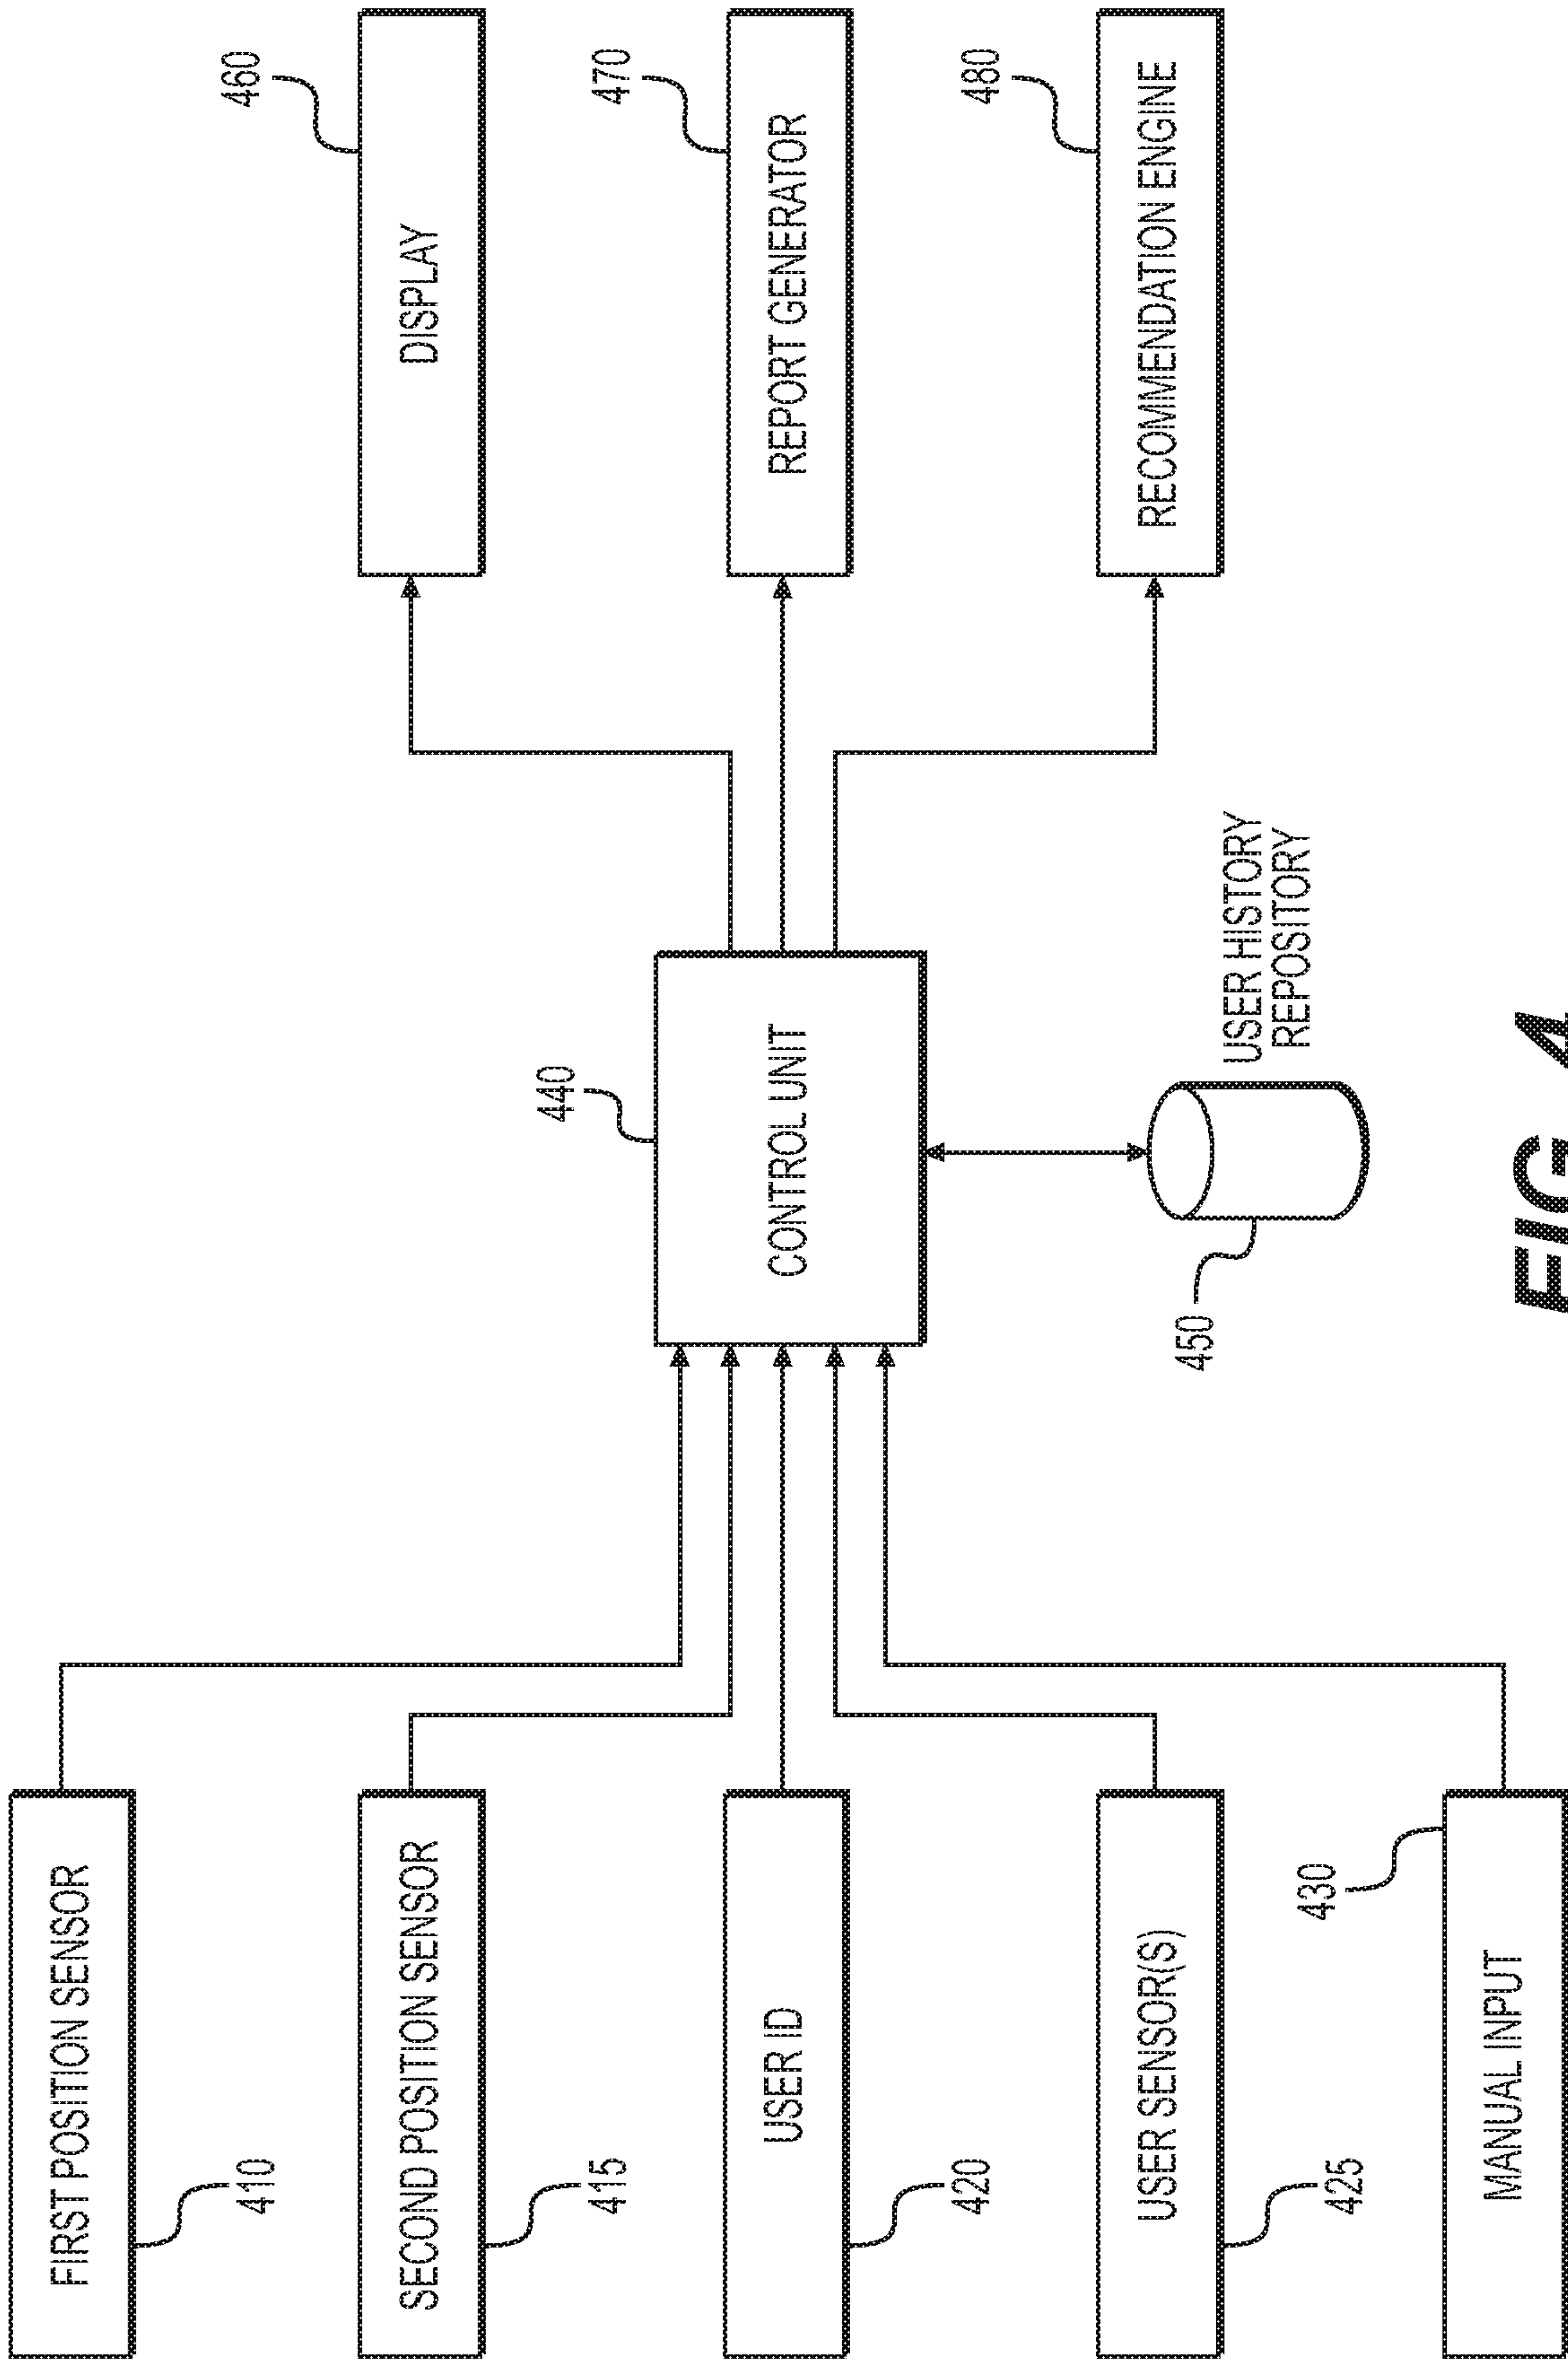 FIRST POSITION SENSOR
410
SECOND POSITION SENSOR
415
USER ID
420
USER SENSOR(S)
425
MANUAL INPUT
430
CONTROL UNIT
440
USER HISTORY
REPOSITORY
450
DISPLAY
460
REPORT GENERATOR
470
RECOMMENDATION ENGINE
480
FIG. 4